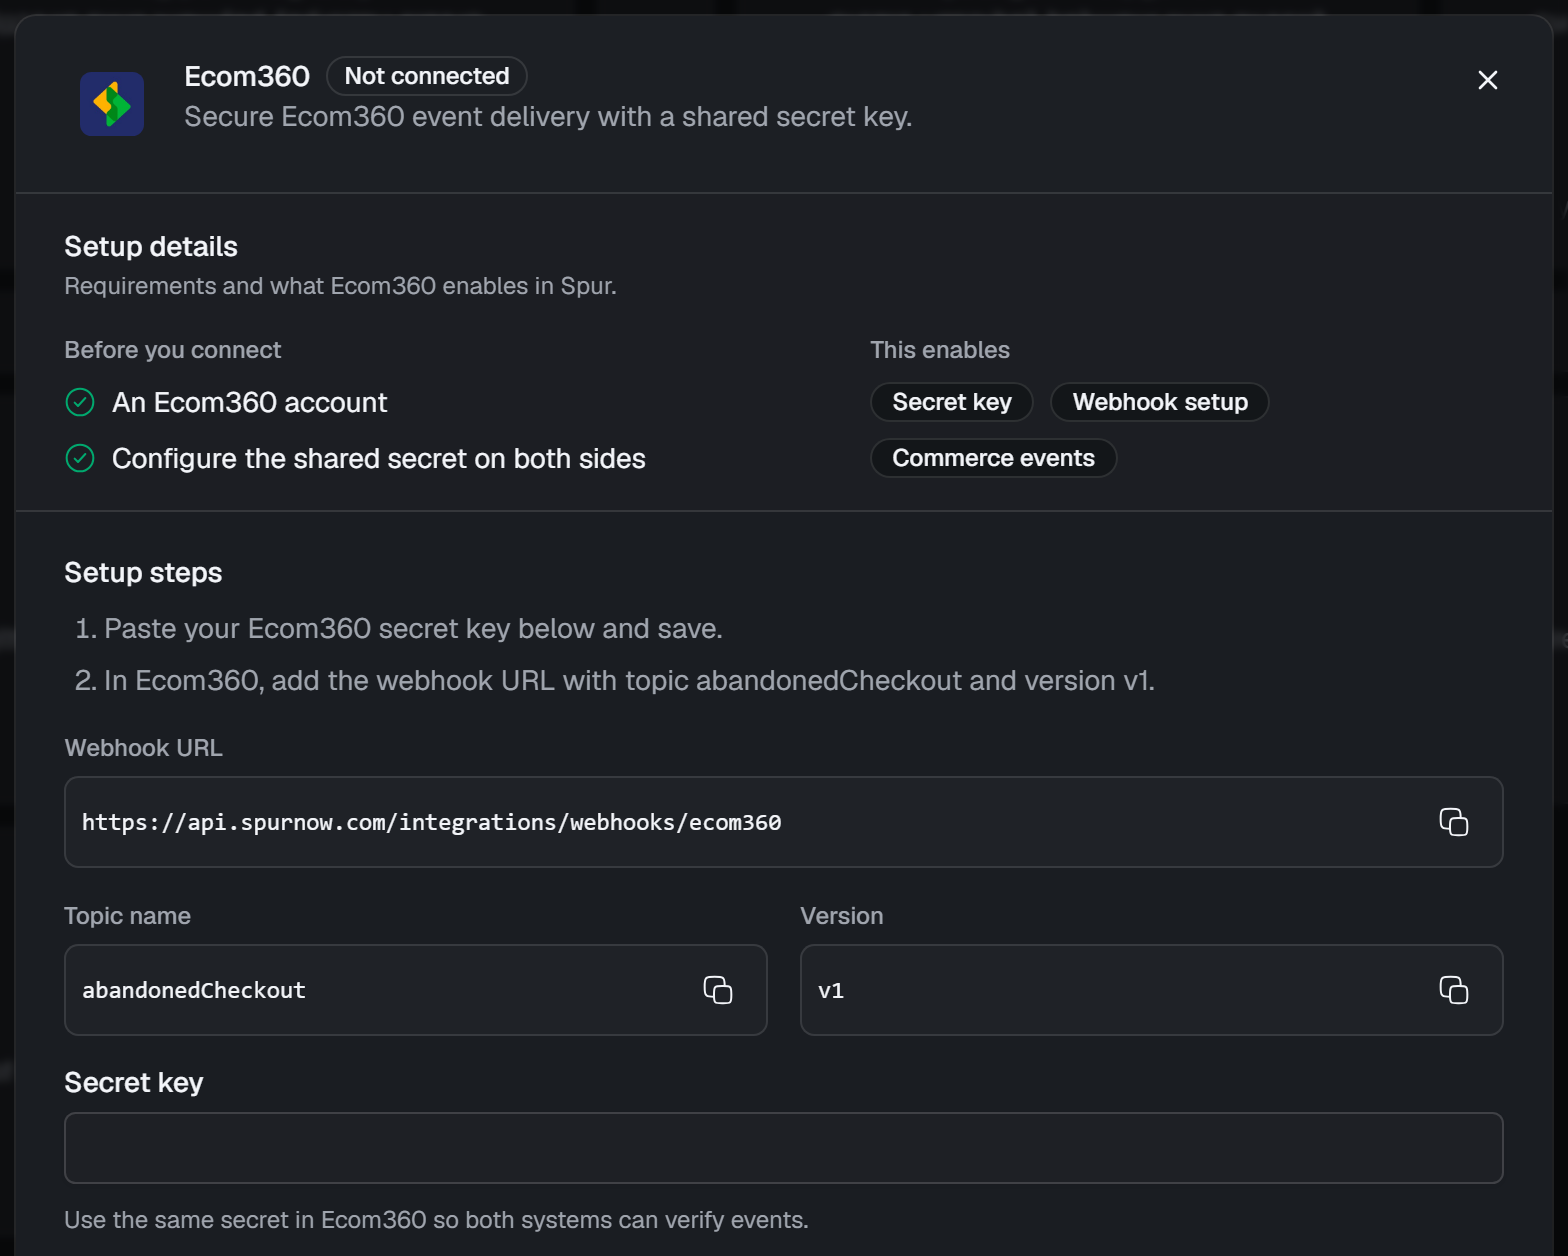 Ecom360
Not connected
Secure Ecom360 event delivery with a shared secret key.
Setup details
Requirements and what Ecom360 enables in Spur.
Before you connect
An Ecom360 account
Configure the shared secret on both sides
This enables
Secret key
Webhook setup
Commerce events
Setup steps
1. Paste your Ecom360 secret key below and save.
2. In Ecom360, add the webhook URL with topic abandonedCheckout and version v1.
Webhook URL
https://api.spurnow.com/integrations/webhooks/ecom360
Topic name
abandonedCheckout
Version
v1
Secret key
Use the same secret in Ecom360 so both systems can verify events.